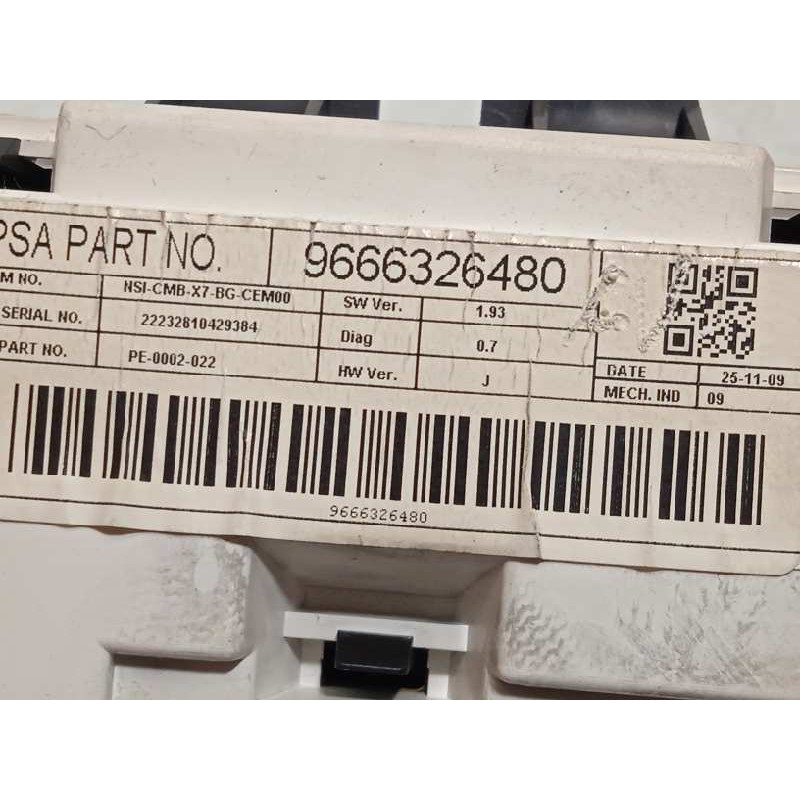 PSA PART NO. 9666326480
M NO. NSI-CMB-X7-BG-CEM00 SW Ver. 1.93
SERIAL NO. 22232810429384 Diag 0.7
PART NO. PE-0002-022 HW Ver. J
DATE 25-11-09
MECH. IND 09
9666326480